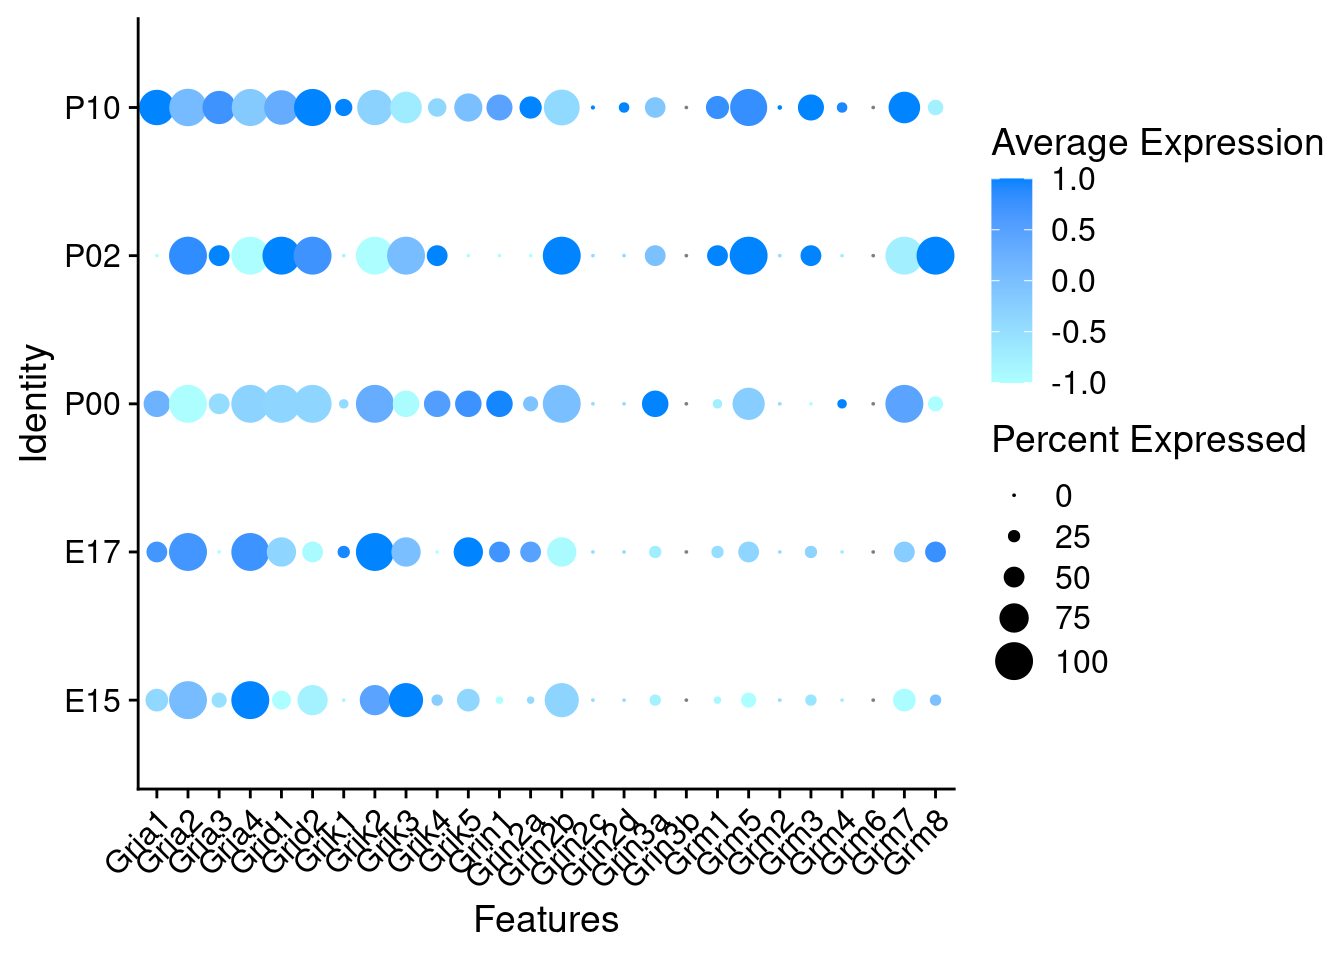 P10
P02
P00
E17
E15
Identity
Gria1
Gria2
Gria3
Gria4
Grid1
Grid2
Grik1
Grik2
Grik3
Grik4
Grik5
Grin1
Grin2a
Grin2b
Grin2c
Grin2d
Grin3a
Grin3b
Grm1
Grm5
Grm2
Grm3
Grm4
Grm6
Grm7
Grm8
Features
Average Expression
1.0
0.5
0.0
-0.5
-1.0
Percent Expressed
0
25
50
75
100